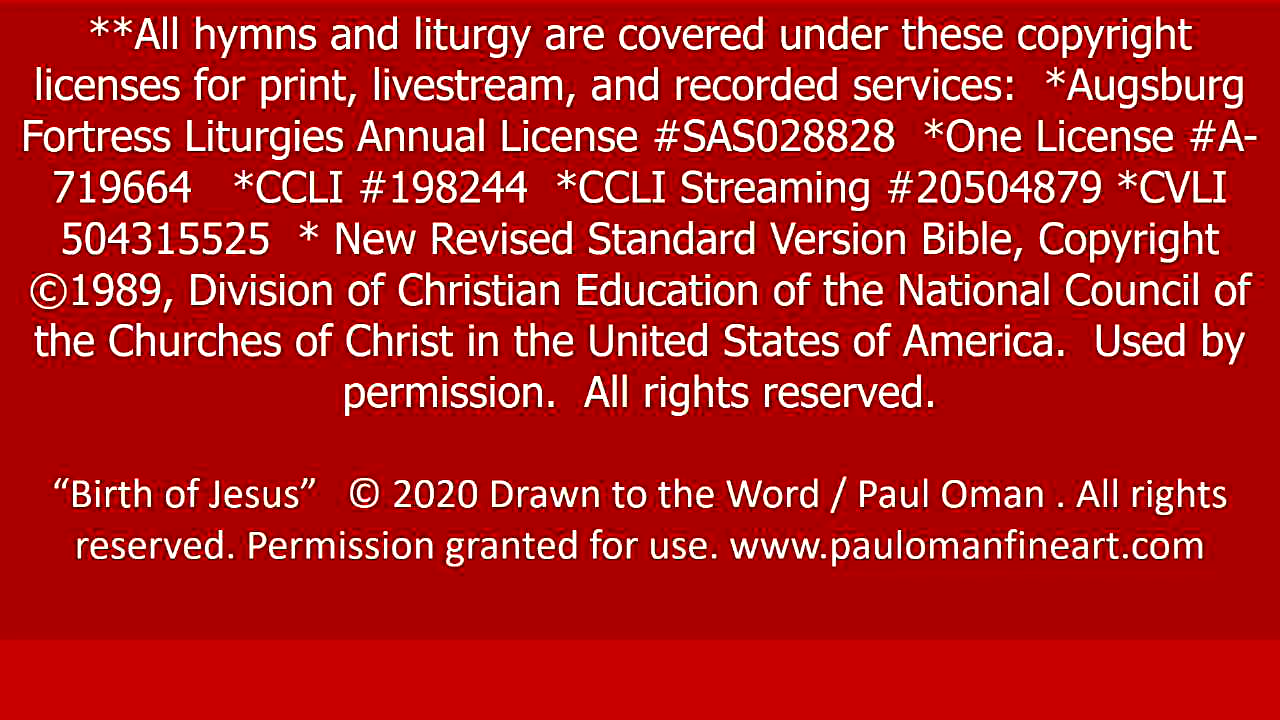 **All hymns and liturgy are covered under these copyright
licenses for print, livestream, and recorded services:  *Augsburg
Fortress Liturgies Annual License #SAS028828  *One License #A-
719664   *CCLI #198244  *CCLI Streaming #20504879 *CVLI
504315525  * New Revised Standard Version Bible, Copyright
©1989, Division of Christian Education of the National Council of
the Churches of Christ in the United States of America.  Used by
permission.  All rights reserved.
“Birth of Jesus”   © 2020 Drawn to the Word / Paul Oman . All rights
reserved. Permission granted for use. www.paulomanfineart.com